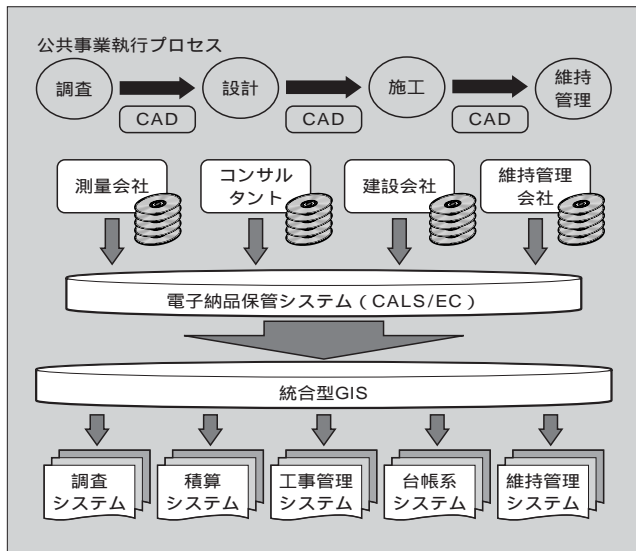 公共事業執行プロセス
調査
設計
施工
維持
管理
CAD
CAD
CAD
測量会社
コンサル
タント
建設会社
維持管理
会社
電子納品保管システム（CALS/EC）
統合型GIS
調査
システム
積算
システム
工事管理
システム
台帳系
システム
維持管理
システム